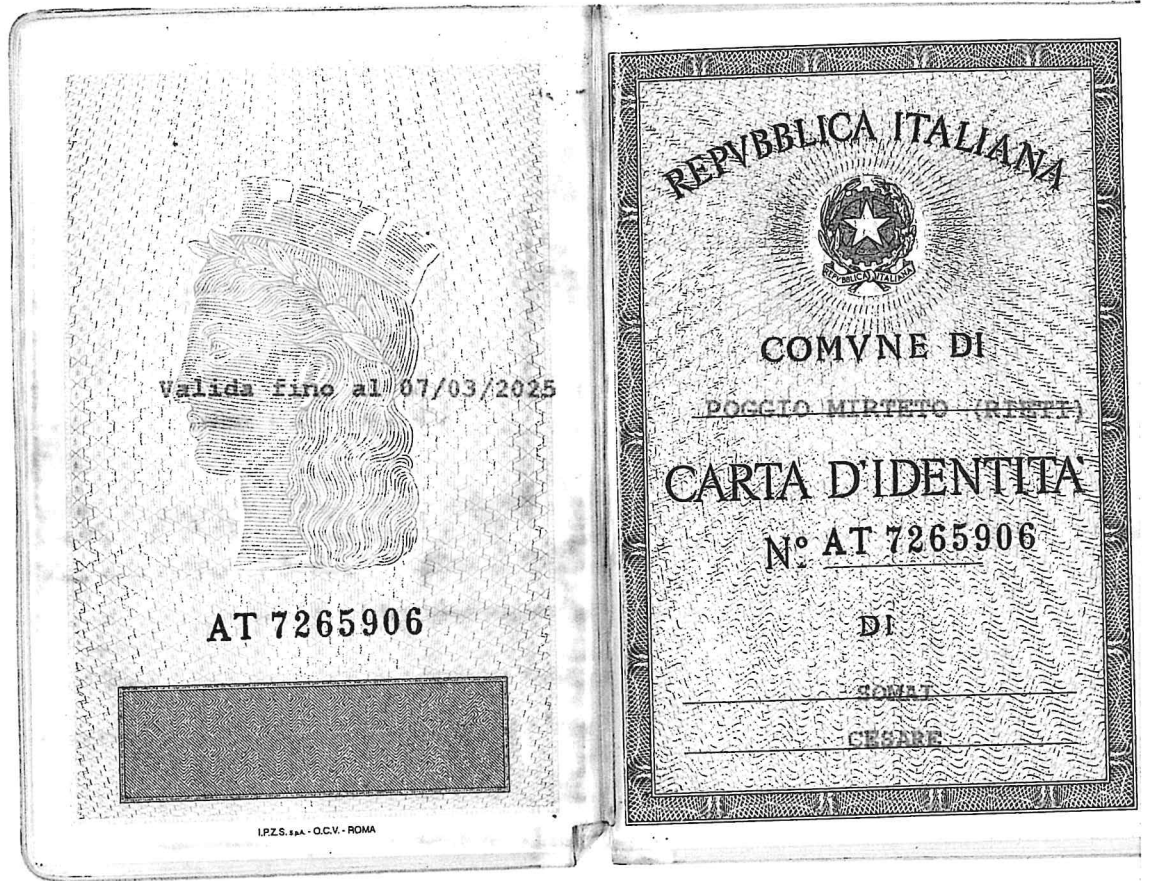 Valida fino al 07/03/2025
AT 7265906
I.P.Z.S. S.p.A. - O.C.V. - ROMA
REPVBBLICA ITALIANA
REPVBBLICA ITALIANA
COMVNE DI
POGGIO MIRTETO (RIETI)
CARTA D'IDENTITA'
N° AT 7265906
DI
SOMAI
CESARE